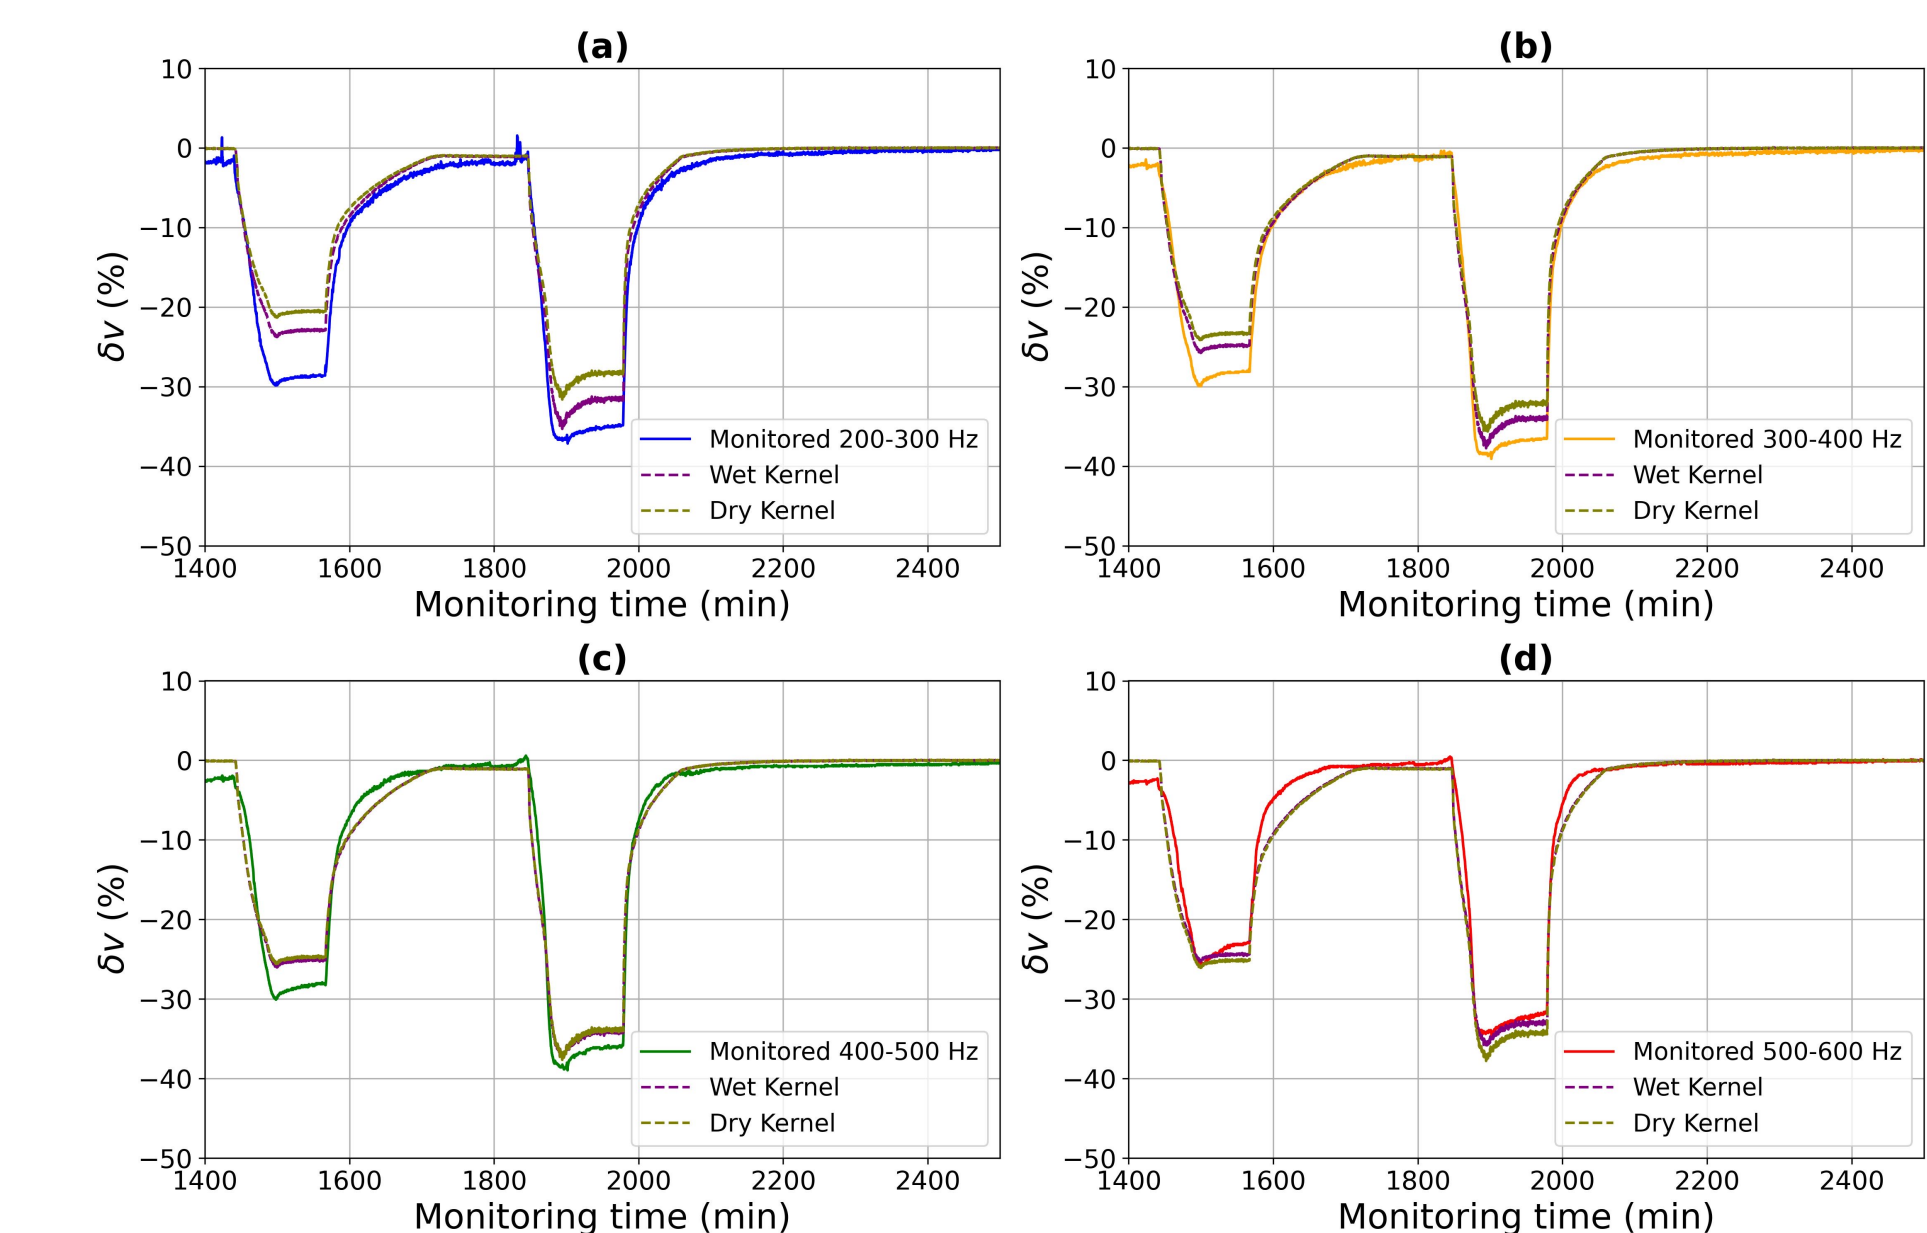 (a)
10
0
−10
−20
−30
−40
−50
δv (%)
1400 1600 1800 2000 2200 2400
Monitoring time (min)
Monitored 200-300 Hz
Wet Kernel
Dry Kernel
(b)
10
0
−10
−20
−30
−40
−50
δv (%)
1400 1600 1800 2000 2200 2400
Monitoring time (min)
Monitored 300-400 Hz
Wet Kernel
Dry Kernel
(c)
10
0
−10
−20
−30
−40
−50
δv (%)
1400 1600 1800 2000 2200 2400
Monitoring time (min)
Monitored 400-500 Hz
Wet Kernel
Dry Kernel
(d)
10
0
−10
−20
−30
−40
−50
δv (%)
1400 1600 1800 2000 2200 2400
Monitoring time (min)
Monitored 500-600 Hz
Wet Kernel
Dry Kernel